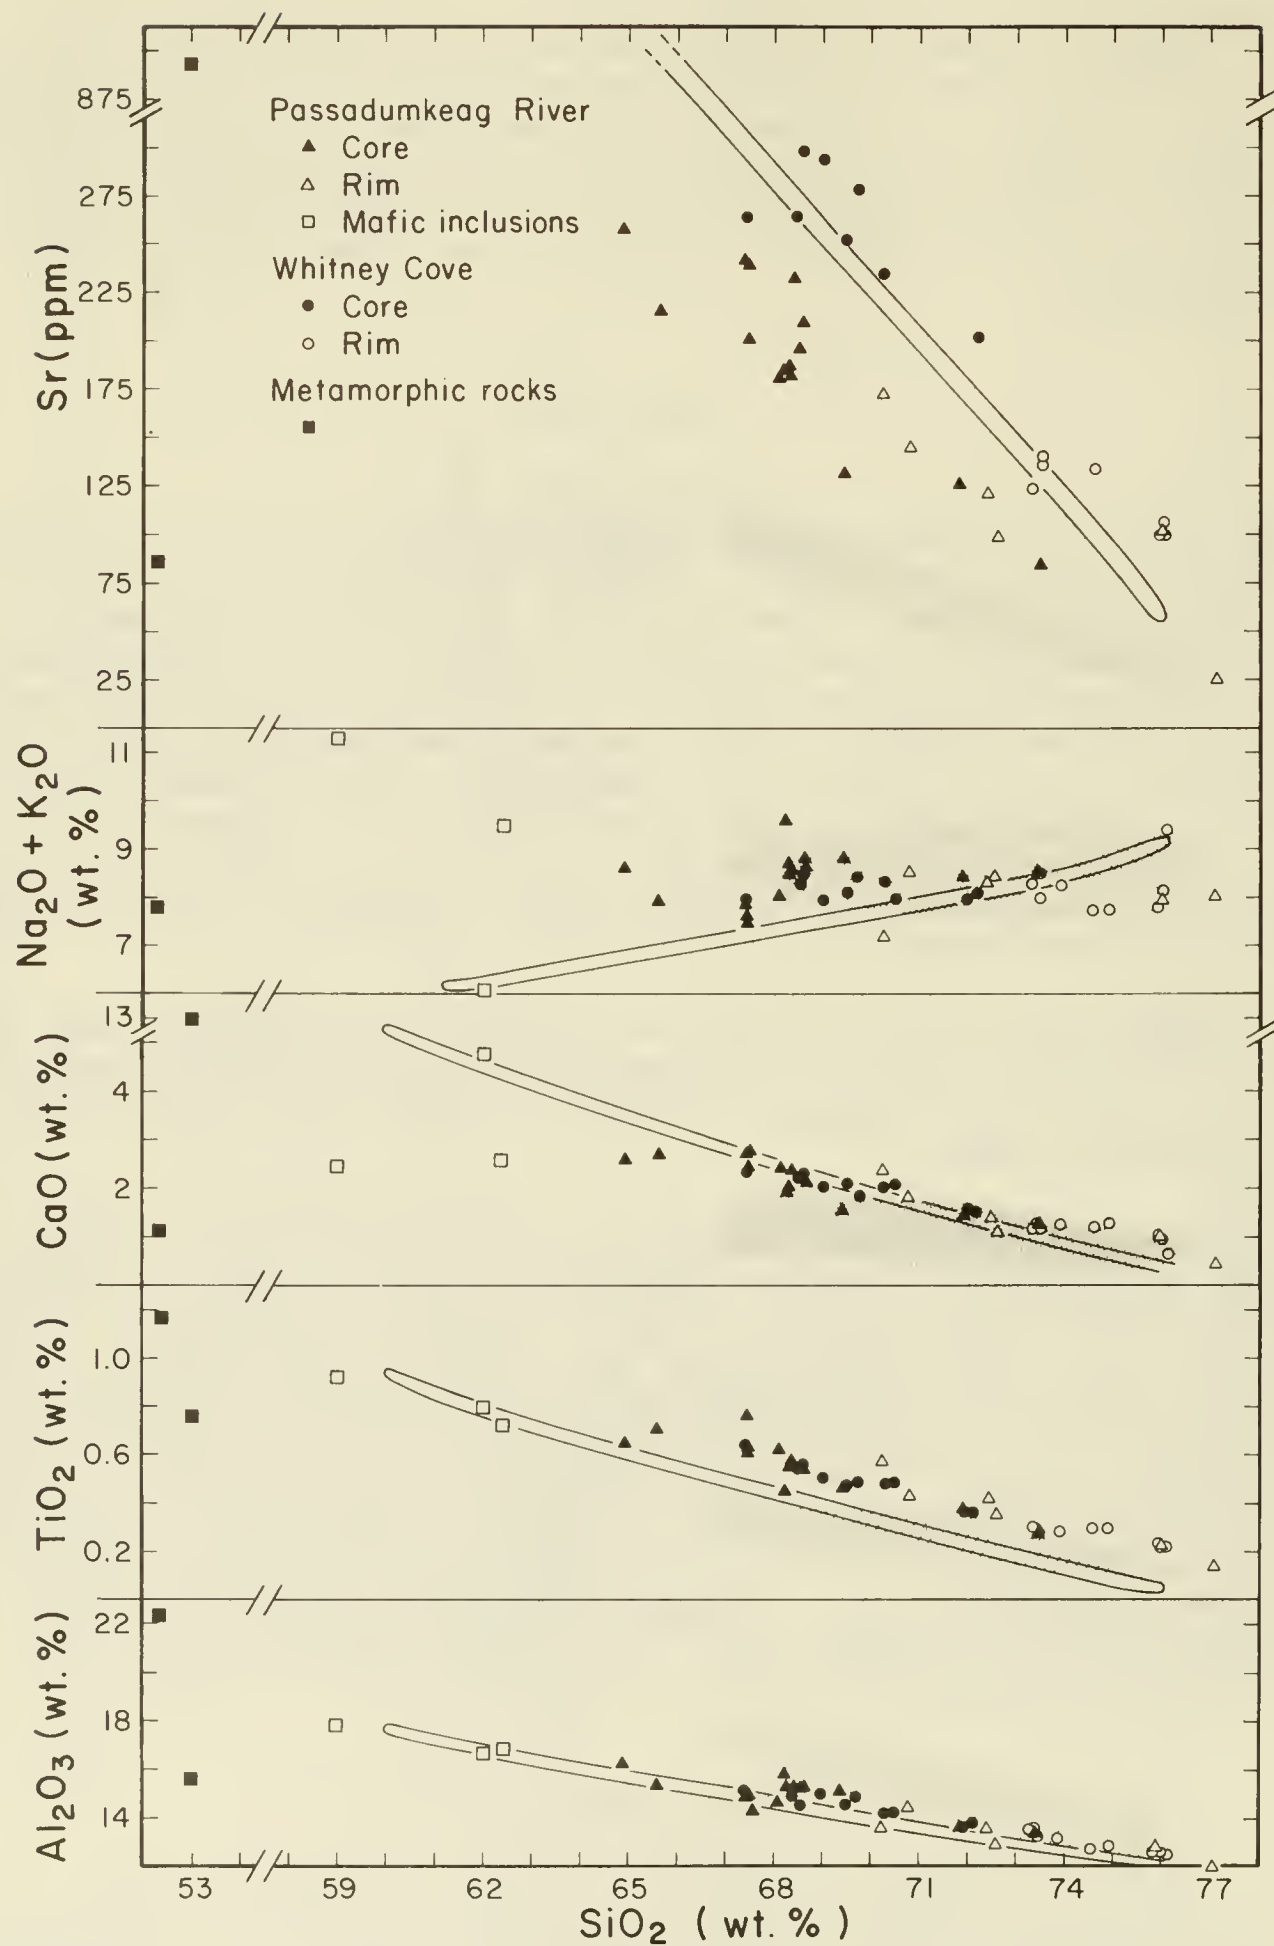 875
275
225
175
125
75
25
Sr (ppm)
Passadumkeag River
▲ Core
△ Rim
□ Mafic inclusions
Whitney Cove
● Core
○ Rim
Metamorphic rocks
■
11
9
7
Na₂O + K₂O
(wt. %)
13
4
2
CaO (wt. %)
1.0
0.6
0.2
TiO₂ (wt. %)
22
18
14
Al₂O₃ (wt. %)
53 59 62 65 68 71 74 77
SiO₂ (wt. %)